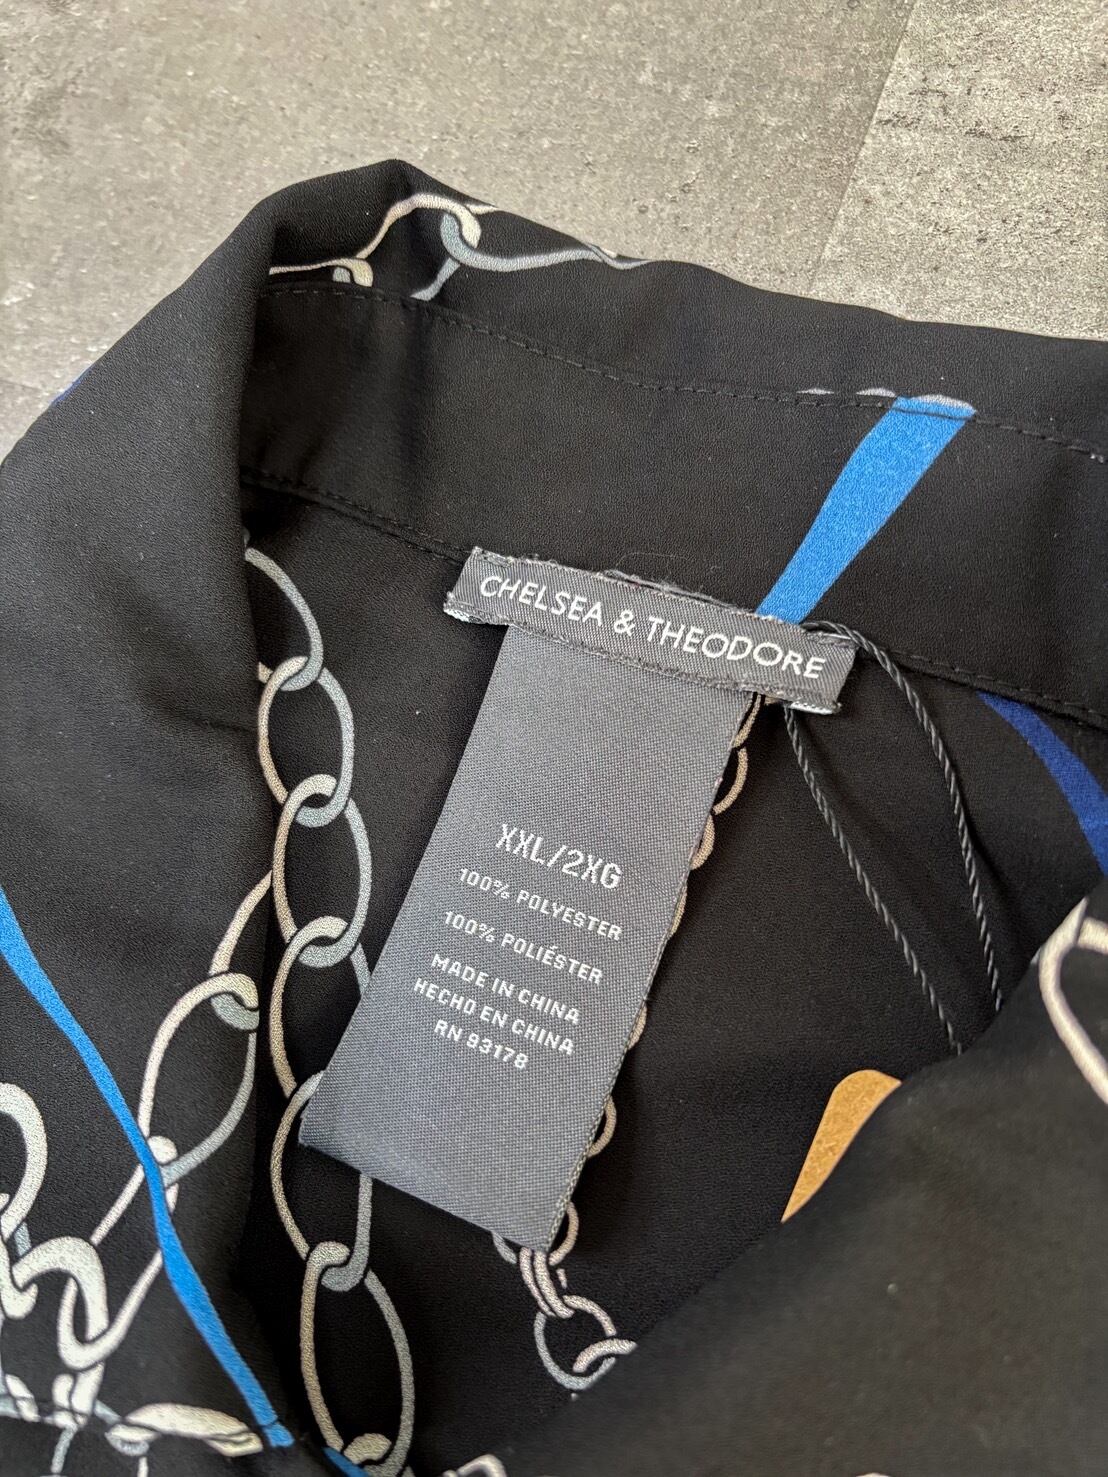 CHELSEA & THEODORE
XXL/2XG
100% POLYESTER
100% POLIÉSTER
MADE IN CHINA
HECHO EN CHINA
RN 93178